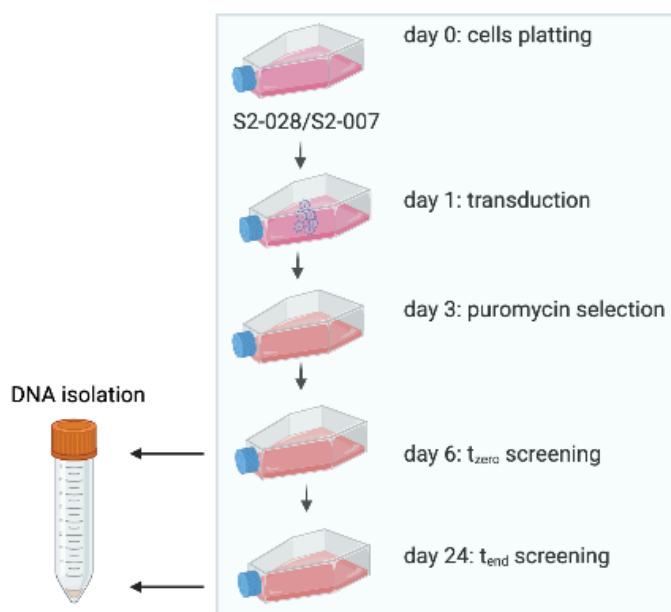 day 0: cells platting
S2-028/S2-007
day 1: transduction
day 3: puromycin selection
DNA isolation
day 6: tzero screening
day 24: tend screening